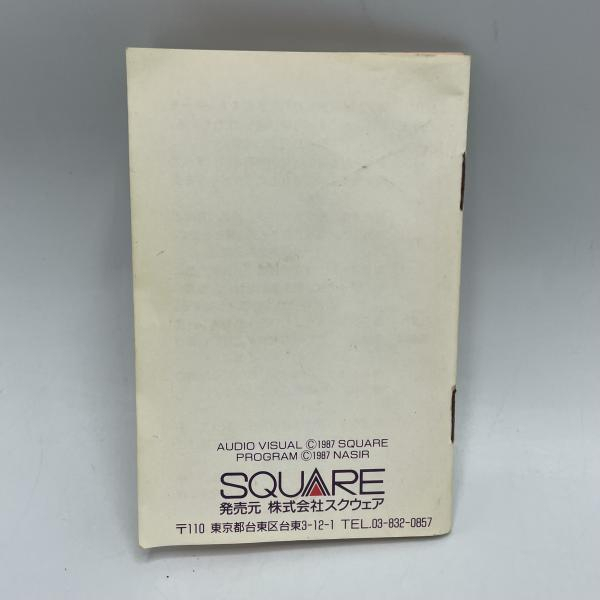 AUDIO VISUAL ©1987 SQUARE
PROGRAM ©1987 NASIR
SQUARE
発売元 株式会社スクウェア
〒110 東京都台東区台東3-12-1 TEL.03-832-0857